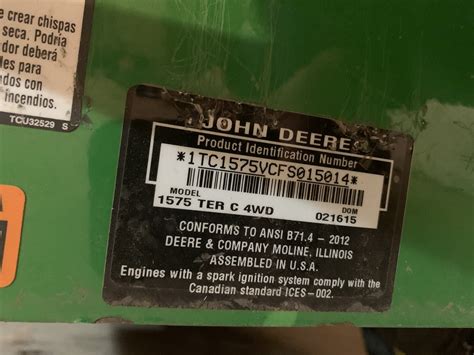 e crear chispas
seca. Podría
or deberá
les para
dos con
incendios.
TCU32529 S
JOHN DEERE
Product Identification Number
*1TC1575VCFS015014*
MODEL
DOM
1575 TER C 4WD
021615
CONFORMS TO ANSI B71.4 - 2012
DEERE & COMPANY MOLINE, ILLINOIS
ASSEMBLED IN U.S.A.
Engines with a spark ignition system comply with the
Canadian standard ICES-002.